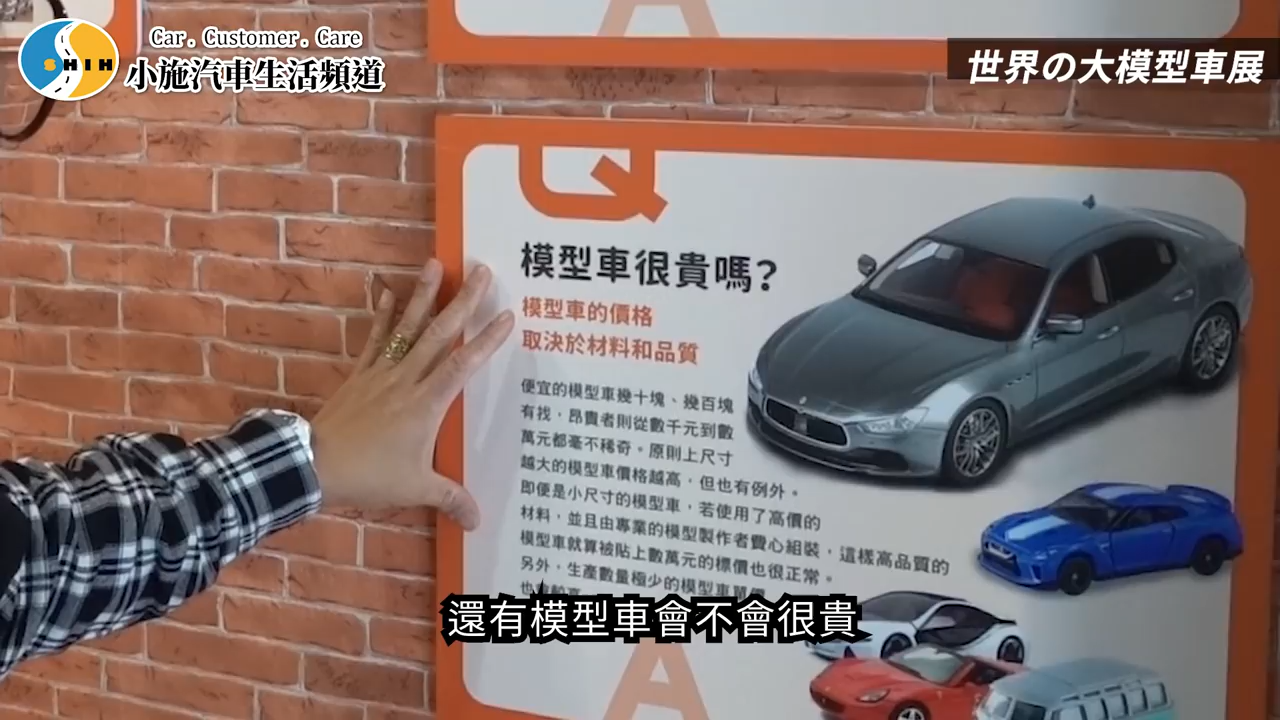 SHIH
Car. Customer. Care
小施汽車生活頻道
世界の大模型車展
A
Q
模型車很貴嗎?
模型車的價格
取決於材料和品質
便宜的模型車幾十塊、幾百塊
有找，昂貴者則從數千元到數
萬元都毫不稀奇。原則上尺寸
越大的模型車價格越高，但也有例外。
即便是小尺寸的模型車，若使用了高價的
材料，並且由專業的模型製作者費心組裝，這樣高品質的
模型車就算被貼上數萬元的標價也很正常。
另外，生產數量極少的模型車單價
還有模型車會不會很貴
A